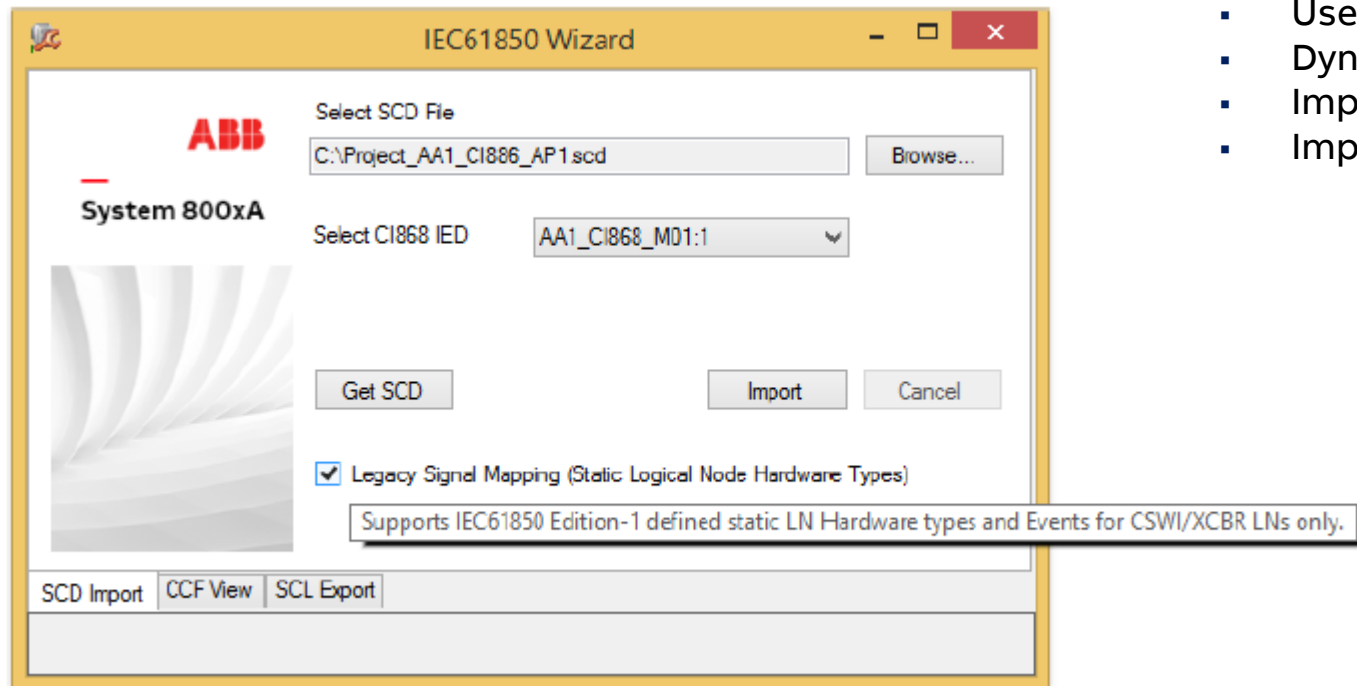 IEC61850 Wizard
ABB
System 800xA
Select SCD File
C:\Project_AA1_CI886_AP1.scd
Browse...
Select CI868 IED
AA1_CI868_M01:1
Get SCD
Import
Cancel
Legacy Signal Mapping (Static Logical Node Hardware Types)
Supports IEC61850 Edition-1 defined static LN Hardware types and Events for CSWI/XCBR LNs only.
SCD Import
CCF View
SCL Export
Use
Dyn
Imp
Imp